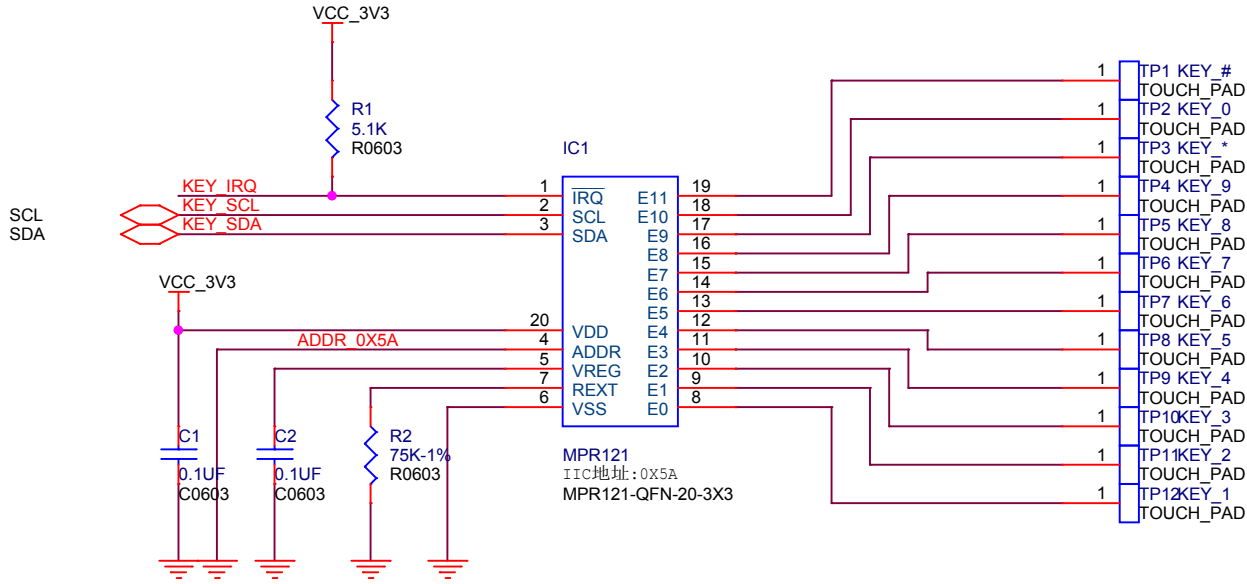 VCC_3V3
R1
5.1K
R0603
IC1
KEY_IRQ
KEY_SCL
KEY_SDA
SCL
SDA
1
2
3
IRQ
SCL
SDA
VCC_3V3
ADDR_0X5A
20
4
5
7
6
VDD
ADDR
VREG
REXT
VSS
E11
E10
E9
E8
E7
E6
E5
E4
E3
E2
E1
E0
19
18
17
16
15
14
13
12
11
10
9
8
C1
0.1UF
C0603
C2
0.1UF
C0603
R2
75K-1%
R0603
MPR121
IIC地址:0X5A
MPR121-QFN-20-3X3
1 TP1 KEY_#
TOUCH_PAD
1 TP2 KEY_0
TOUCH_PAD
1 TP3 KEY_*
TOUCH_PAD
1 TP4 KEY_9
TOUCH_PAD
1 TP5 KEY_8
TOUCH_PAD
1 TP6 KEY_7
TOUCH_PAD
1 TP7 KEY_6
TOUCH_PAD
1 TP8 KEY_5
TOUCH_PAD
1 TP9 KEY_4
TOUCH_PAD
1 TP10 KEY_3
TOUCH_PAD
1 TP11 KEY_2
TOUCH_PAD
1 TP12 KEY_1
TOUCH_PAD